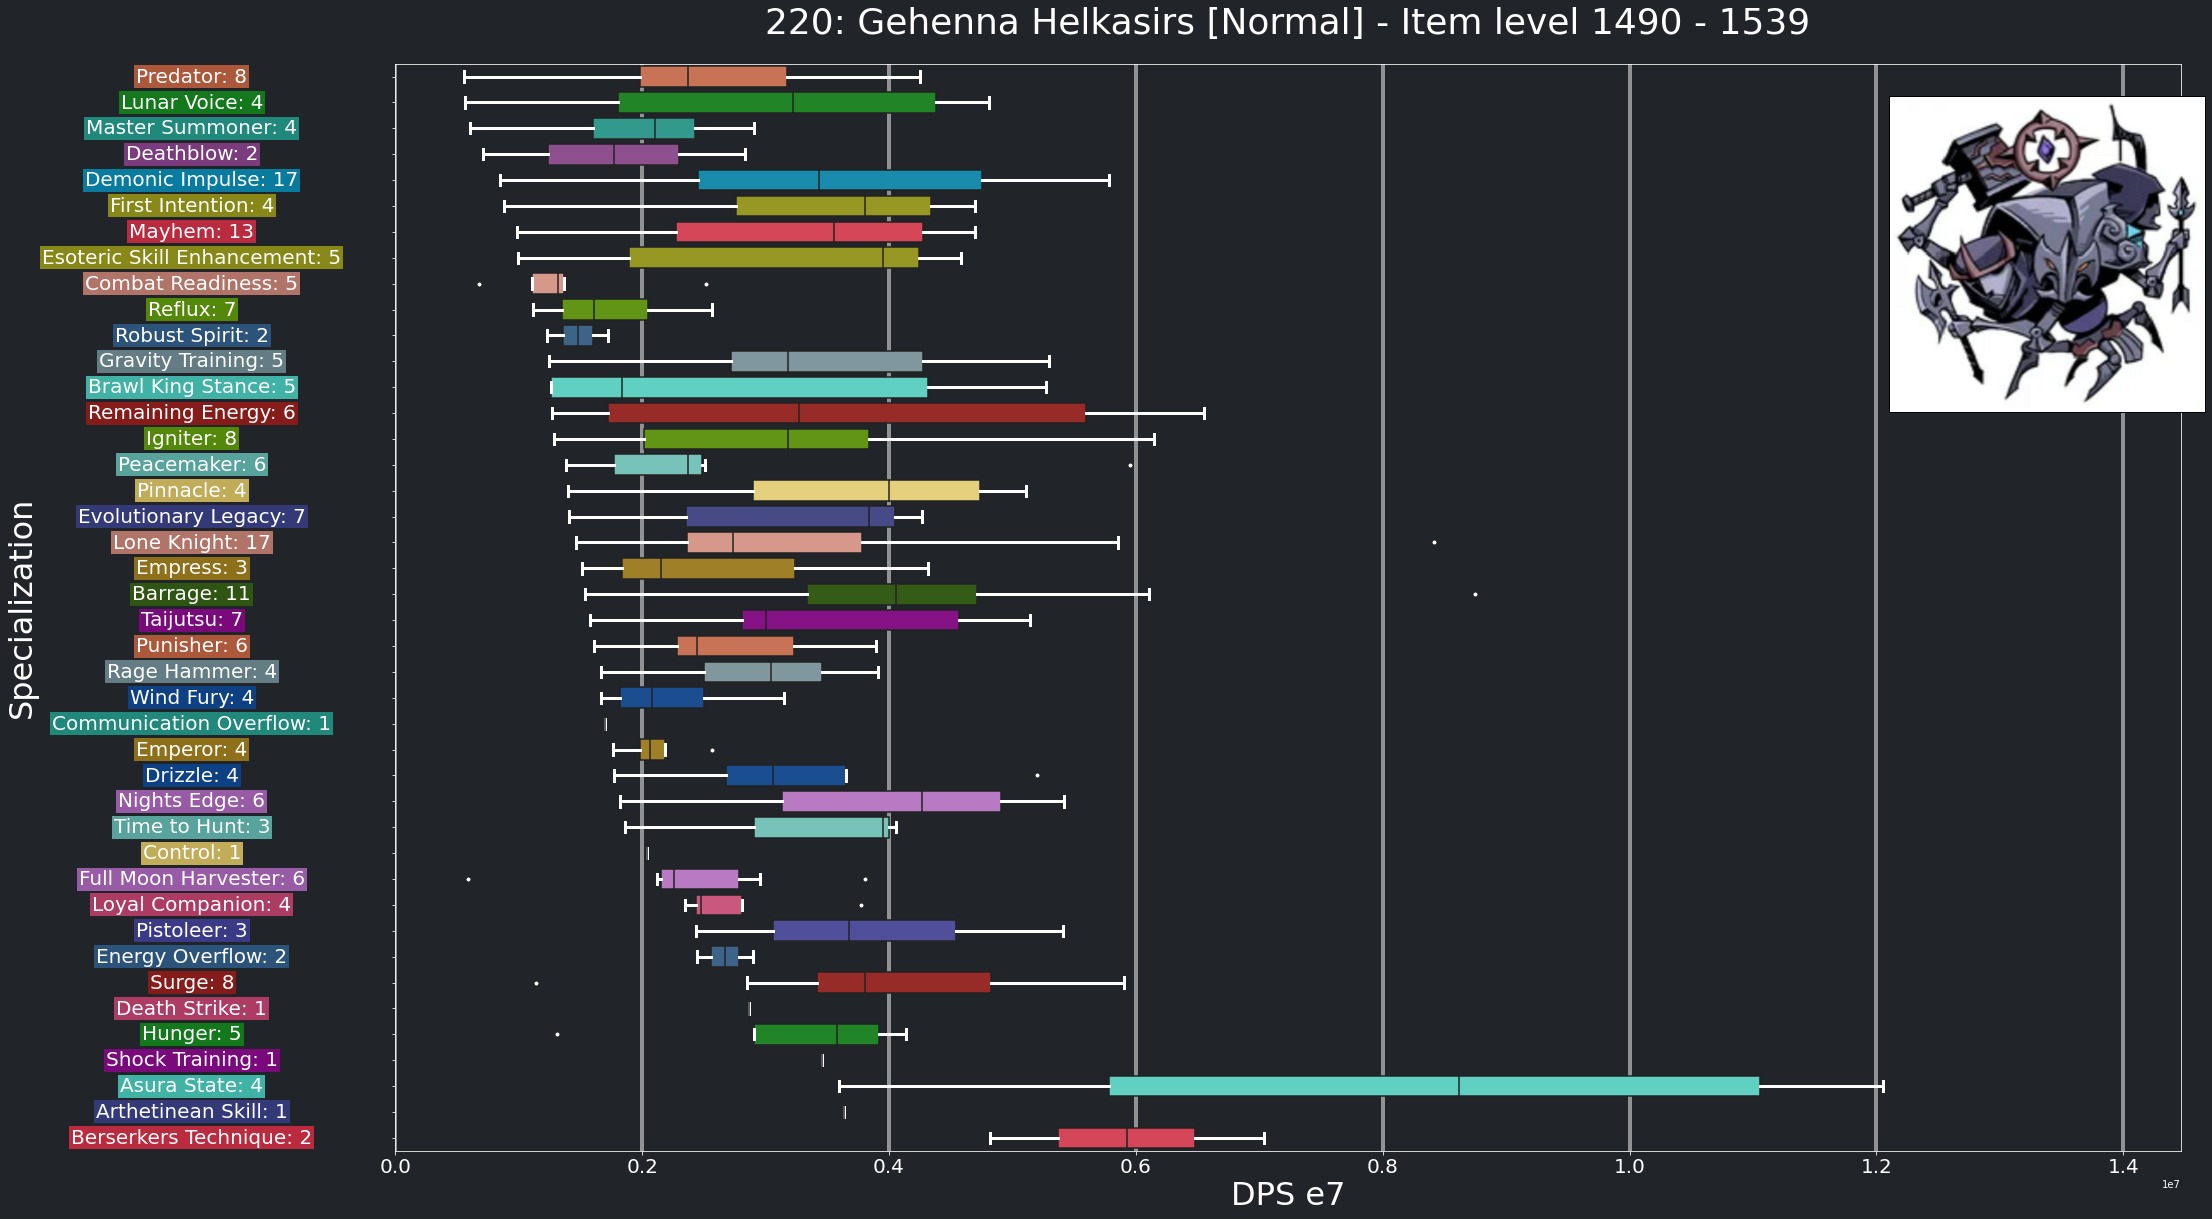 220: Gehenna Helkasirs [Normal] - Item level 1490 - 1539
Specialization
Predator: 8
Lunar Voice: 4
Master Summoner: 4
Deathblow: 2
Demonic Impulse: 17
First Intention: 4
Mayhem: 13
Esoteric Skill Enhancement: 5
Combat Readiness: 5
Reflux: 7
Robust Spirit: 2
Gravity Training: 5
Brawl King Stance: 5
Remaining Energy: 6
Igniter: 8
Peacemaker: 6
Pinnacle: 4
Evolutionary Legacy: 7
Lone Knight: 17
Empress: 3
Barrage: 11
Taijutsu: 7
Punisher: 6
Rage Hammer: 4
Wind Fury: 4
Communication Overflow: 1
Emperor: 4
Drizzle: 4
Nights Edge: 6
Time to Hunt: 3
Control: 1
Full Moon Harvester: 6
Loyal Companion: 4
Pistoleer: 3
Energy Overflow: 2
Surge: 8
Death Strike: 1
Hunger: 5
Shock Training: 1
Asura State: 4
Arthetinean Skill: 1
Berserkers Technique: 2
0.0 0.2 0.4 0.6 0.8 1.0 1.2 1.4
1e7
DPS e7